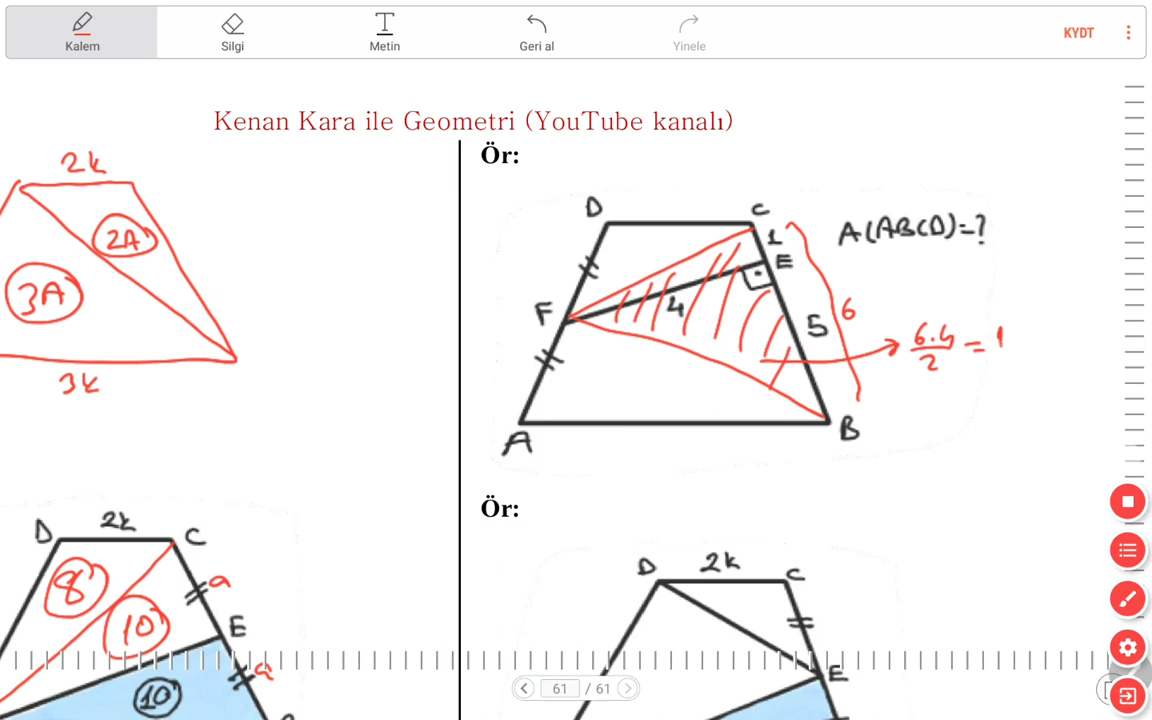 Kalem
Silgi
Metin
Geri al
Yinele
KYDT
Kenan Kara ile Geometri (YouTube kanalı)
2k
2A
3A
3k
Ör:
D
C
1
E
F
4
5
6
A
B
A(ABCD)=?
6.4/2 = 1
D
2k
C
8
10
a
E
a
10
Ör:
D
2k
C
E
61 / 61